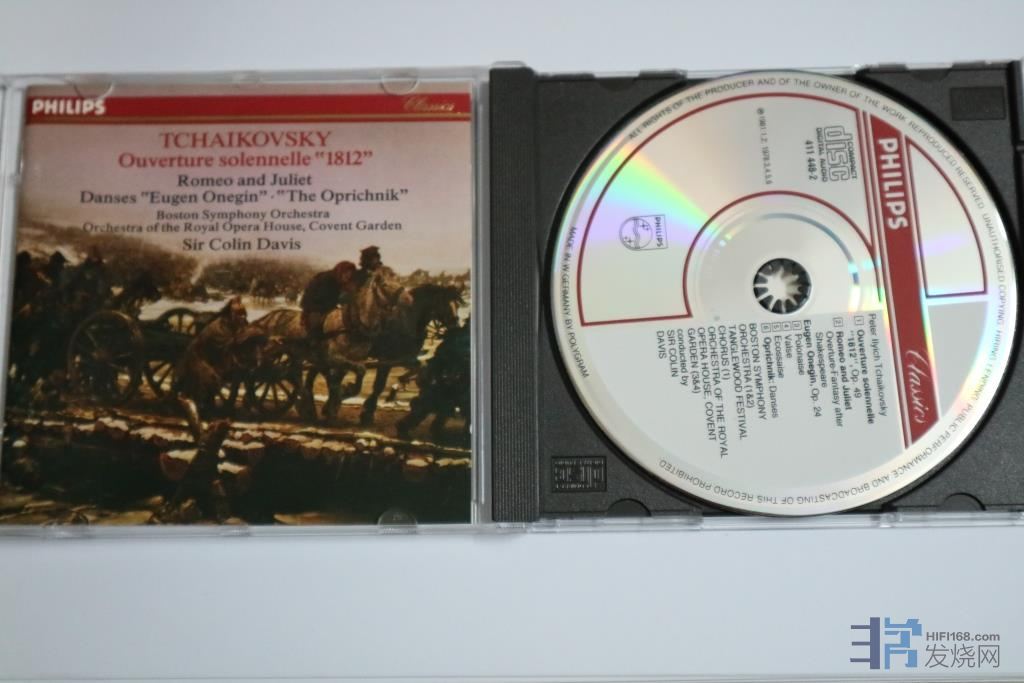 PHILIPS
Classics
TCHAIKOVSKY
Ouverture solennelle "1812"
Romeo and Juliet
Danses "Eugen Onegin" · "The Oprichnik"
Boston Symphony Orchestra
Orchestra of the Royal Opera House, Covent Garden
Sir Colin Davis
ALL RIGHTS OF THE PRODUCER AND OF THE OWNER OF THE WORK REPRODUCED RESERVED. UNAUTHORISED COPYING, HIRING, LENDING, PUBLIC PERFORMANCE AND BROADCASTING OF THIS RECORD PROHIBITED.
MADE IN W.GERMANY BY POLYGRAM
PHILIPS
Classics
COMPACT
disc
DIGITAL AUDIO
411 448-2
PHILIPS
Peter Ilyich Tchaikovsky
1 Ouverture solennelle
"1812", Op. 49
2 Romeo and Juliet
Overture-Fantasy after
Shakespeare
Eugen Onegin, Op. 24
3 Polonaise
4 Valse
5 Ecossaise
6 Oprichnik: Danses
BOSTON SYMPHONY
ORCHESTRA (1&2)
TANGLEWOOD FESTIVAL
CHORUS (1)
ORCHESTRA OF THE ROYAL
OPERA HOUSE, COVENT
GARDEN
conducted by
SIR COLIN
DAVIS
HIFI168.com
发烧网